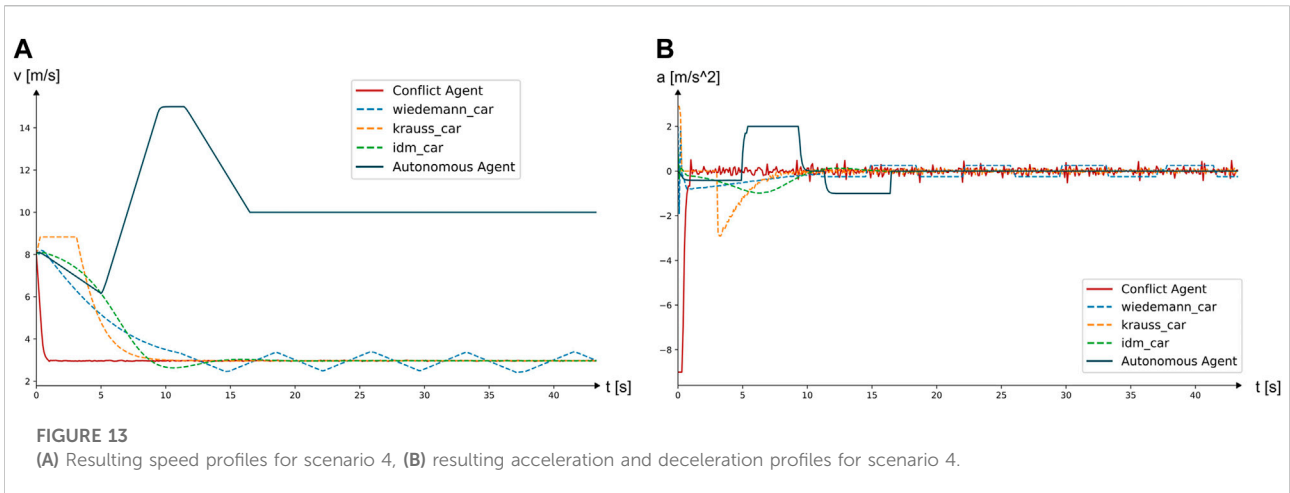 A
v [m/s]
14
12
10
8
6
4
2
0
5
10
15
20
25
30
35
40
t [s]
Conflict Agent
wiedemann_car
krauss_car
idm_car
Autonomous Agent
B
a [m/s^2]
2
0
−2
−4
−6
−8
0
5
10
15
20
25
30
35
40
t [s]
Conflict Agent
wiedemann_car
krauss_car
idm_car
Autonomous Agent
FIGURE 13
(A) Resulting speed profiles for scenario 4, (B) resulting acceleration and deceleration profiles for scenario 4.